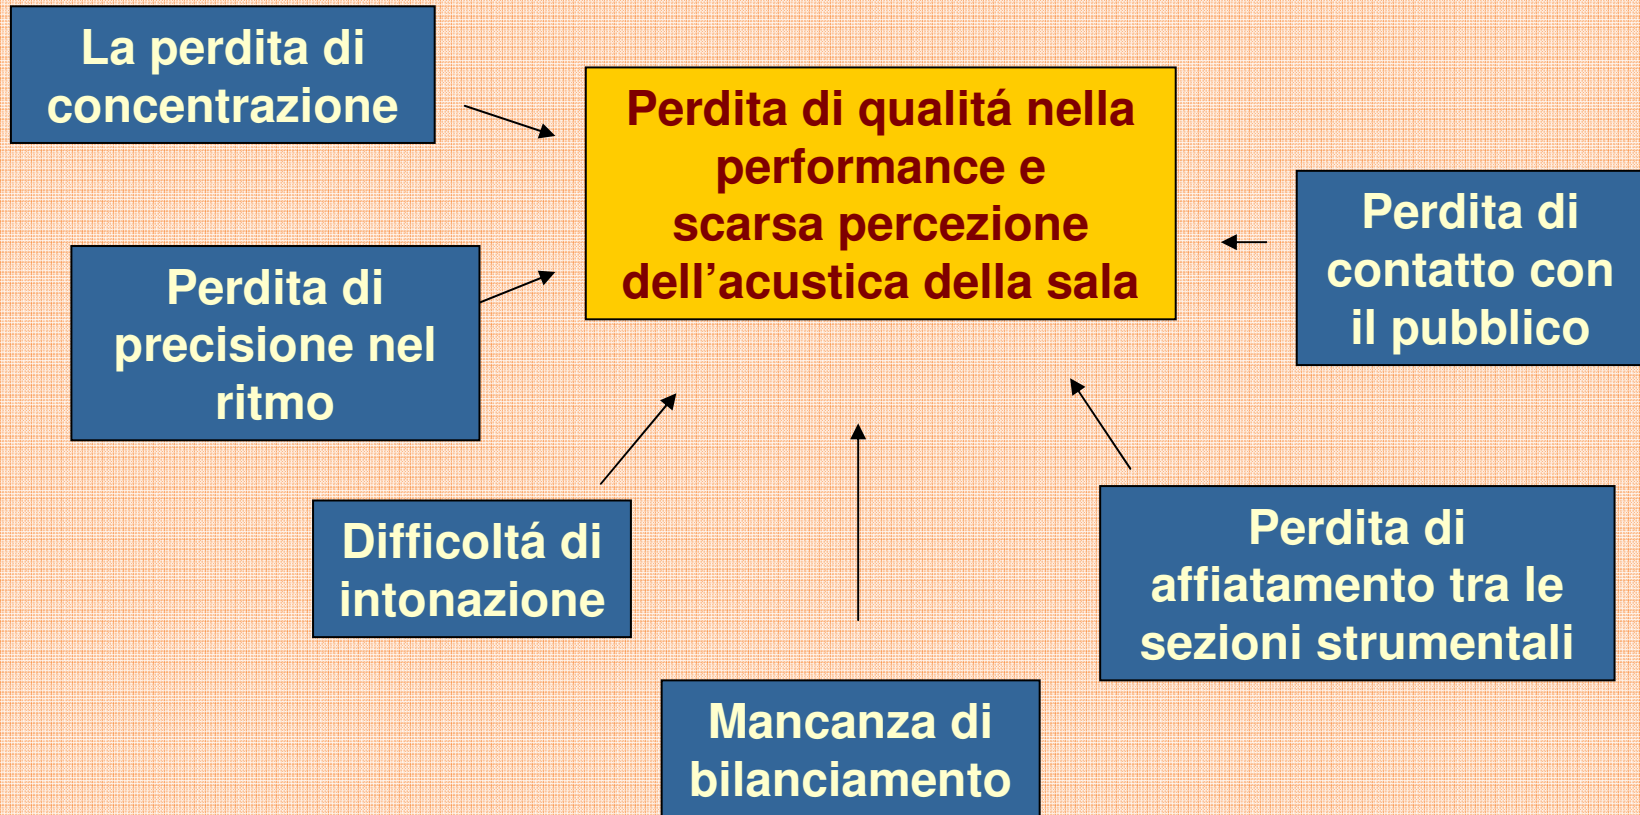 La perdita di
concentrazione
Perdita di qualitá nella
performance e
scarsa percezione
dell’acustica della sala
Perdita di
contatto con
il pubblico
Perdita di
precisione nel
ritmo
Difficoltá di
intonazione
Perdita di
affiatamento tra le
sezioni strumentali
Mancanza di
bilanciamento